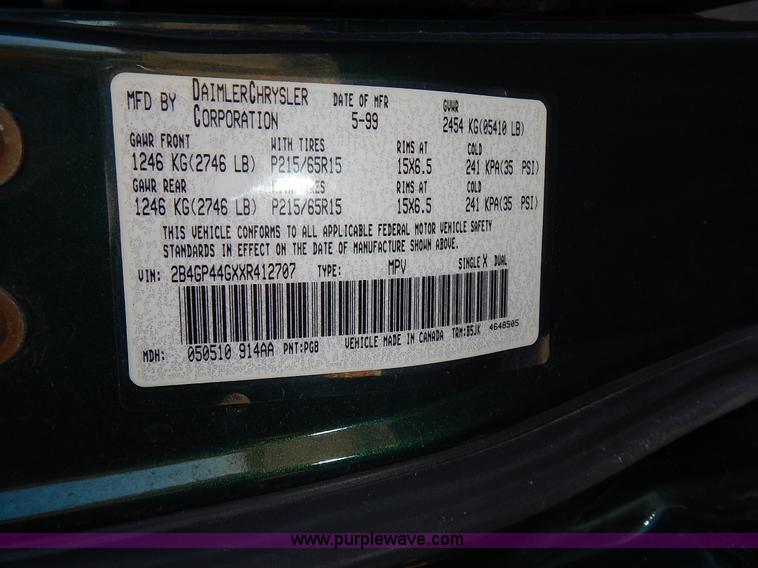 MFD BY DAIMLERCHRYSLER CORPORATION DATE OF MFR 5-99 GVWR 2454 KG(05410 LB)
GAWR FRONT WITH TIRES RIMS AT COLD
1246 KG(2746 LB) P215/65R15 15X6.5 241 KPA(35 PSI)
GAWR REAR WITH TIRES RIMS AT COLD
1246 KG(2746 LB) P215/65R15 15X6.5 241 KPA(35 PSI)
THIS VEHICLE CONFORMS TO ALL APPLICABLE FEDERAL MOTOR VEHICLE SAFETY
STANDARDS IN EFFECT ON THE DATE OF MANUFACTURE SHOWN ABOVE.
VIN: 2B4GP44GXXR412707 TYPE: MPV SINGLE X DUAL
MDH: 050510 914AA PNT:PG8 VEHICLE MADE IN CANADA TRM:B5JK 4648505
www.purplewave.com